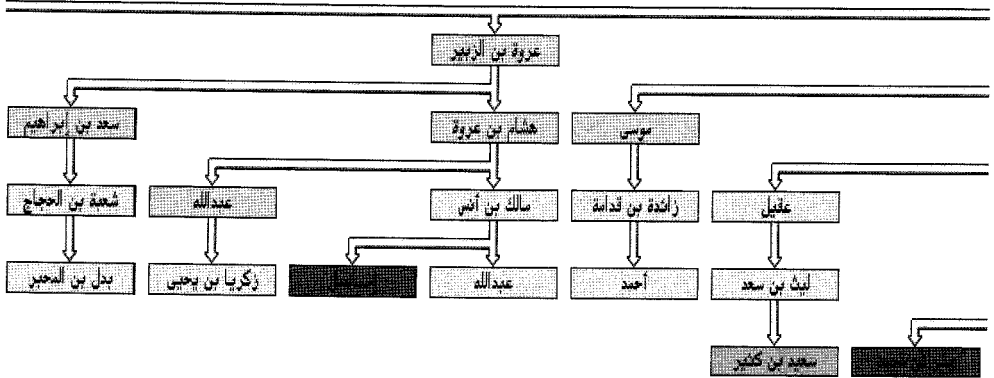 عروة بن الزبير
موسى
هشام بن عروة
سعد بن إبراهيم
عقيل
زائدة بن قدامة
مالك بن أنس
عبدالله
شعبة بن الحجاج
ليث بن سعد
أحمد
عبدالله
زكريا بن يحيى
بدل بن المحبر
سعيد بن كثير